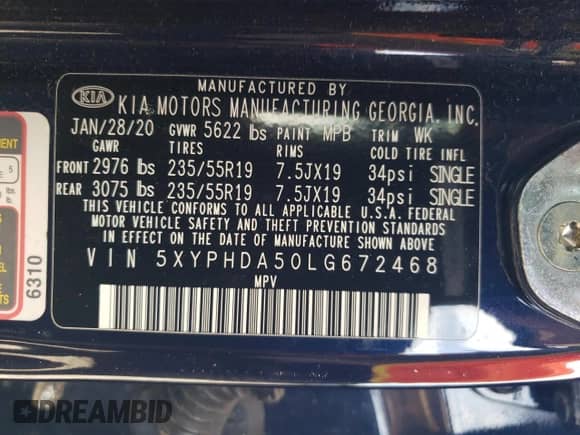 MANUFACTURED BY
KIA KIA MOTORS MANUFACTURING GEORGIA, INC.
JAN/28/20 GVWR 5622 lbs PAINT MPB TRIM WK
GAWR TIRES RIMS COLD TIRE INFL
FRONT 2976 lbs 235/55R19 7.5JX19 34psi SINGLE
REAR 3075 lbs 235/55R19 7.5JX19 34psi SINGLE
THIS VEHICLE CONFORMS TO ALL APPLICABLE U.S.A. FEDERAL
MOTOR VEHICLE SAFETY AND THEFT PREVENTION STANDARDS
IN EFFECT ON THE DATE OF MANUFACTURE SHOWN ABOVE.
VIN 5XYPHDA50LG672468
MPV
6310
DREAMBID